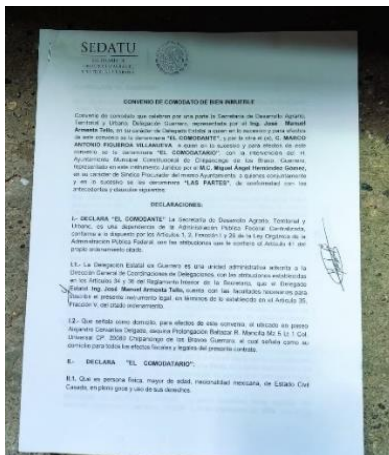 SEDATU
SECRETARÍA DE
DESARROLLO AGRARIO,
TERRITORIAL Y URBANO
CONVENIO DE COMODATO DE BIEN INMUEBLE
Convenio de comodato que celebran por una parte la Secretaría de Desarrollo Agrario,
Territorial y Urbano, Delegación Guerrero, representada por el Ing. José Manuel
Armenta Tello, en su carácter de Delegado Estatal a quien en lo sucesivo y para efectos
de este convenio se le denominara "EL COMODANTE", y por la otra el C. MARCO
ANTONIO FIGUEROA VILLANUEVA a quien en lo sucesivo y para efectos de este
convenio se le denominara "EL COMODATARIO", con la intervención del H.
Ayuntamiento Municipal Constitucional de Chilpancingo de los Bravo, Guerrero,
representado en este instrumento Jurídico por el M.C. Miguel Ángel Hernández Gómez,
en su carácter de Síndico Procurador del mismo Ayuntamiento, a quienes conjuntamente
y en lo sucesivo se les denominara "LAS PARTES", de conformidad con los
antecedentes y cláusulas siguientes:
DECLARACIONES:
I.- DECLARA "EL COMODANTE" La Secretaría de Desarrollo Agrario, Territorial y
Urbano, es una dependencia de la Administración Pública Federal Centralizada,
conforme a lo dispuesto por los Artículos 1, 2, Fracción I y 26 de la Ley Orgánica de la
Administración Pública Federal, con las atribuciones que le confiere el Artículo 41 del
propio ordenamiento citado.
I.1.- La Delegación Estatal en Guerrero es una unidad administrativa adscrita a la
Dirección General de Coordinaciones de Delegaciones, con las atribuciones establecidas
en los Artículos 34 y 36 del Reglamento Interior de la Secretaría, que el Delegado
Estatal Ing. José Manuel Armenta Tello, cuenta con las facultades necesarias para
suscribir el presente instrumento legal, en términos de lo establecido en el Artículo 35,
Fracción V, del citado ordenamiento.
I.2.- Que señala como domicilio, para efectos de este convenio, el ubicado en paseo
Alejandro Cervantes Delgado, esquina Prolongación Baltazar R. Mancilla Mz 6 Lt 1 Col.
Universal CP. 39080 Chilpancingo de los Bravos Guerrero, el cual señala como su
domicilio para todos los efectos fiscales y legales del presente contrato.
II.- DECLARA "EL COMODATARIO":
II.1. Que es persona física, mayor de edad, nacionalidad mexicana, de Estado Civil
Casado, en pleno goce y uso de sus derechos.